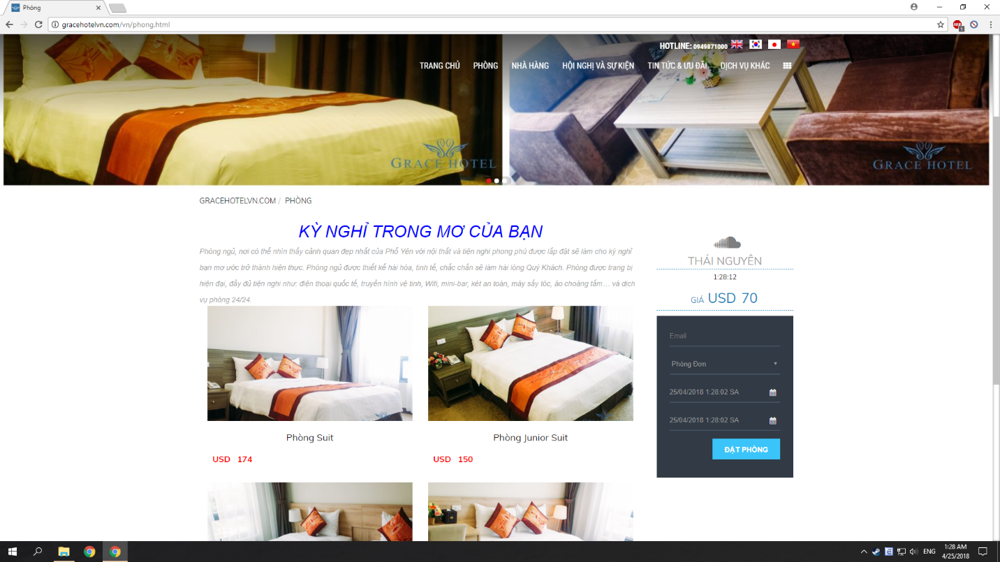 Phòng
gracehotelvn.com/vn/phong.html
1
HOTLINE: 0949871000
TRANG CHỦ PHÒNG NHÀ HÀNG HỘI NGHỊ VÀ SỰ KIỆN TIN TỨC & ƯU ĐÃI DỊCH VỤ KHÁC
GRACE HOTEL
GRACE HOTEL
GRACEHOTELVN.COM / PHÒNG
KỲ NGHỈ TRONG MƠ CỦA BẠN
Phòng ngủ, nơi có thể nhìn thấy cảnh quan đẹp nhất của Phổ Yên với nội thất và tiện nghi phong phú được lắp đặt sẽ làm cho kỳ nghỉ
bạn mơ ước trở thành hiện thực. Phòng ngủ được thiết kế hài hòa, tinh tế, chắc chắn sẽ làm hài lòng Quý Khách. Phòng được trang bị
hiện đại, đầy đủ tiện nghi như: điện thoại quốc tế, truyền hình vệ tinh, Wifi, mini-bar, két an toàn, máy sấy tóc, áo choàng tắm… và dịch
vụ phòng 24/24.
Phòng Suit
USD 174
Phòng Junior Suit
USD 150
THÁI NGUYÊN
1:28:12
GIÁ USD 70
Email
Phòng Đơn
25/04/2018 1:28:02 SA
25/04/2018 1:28:02 SA
ĐẶT PHÒNG
ENG
1:28 AM
4/25/2018